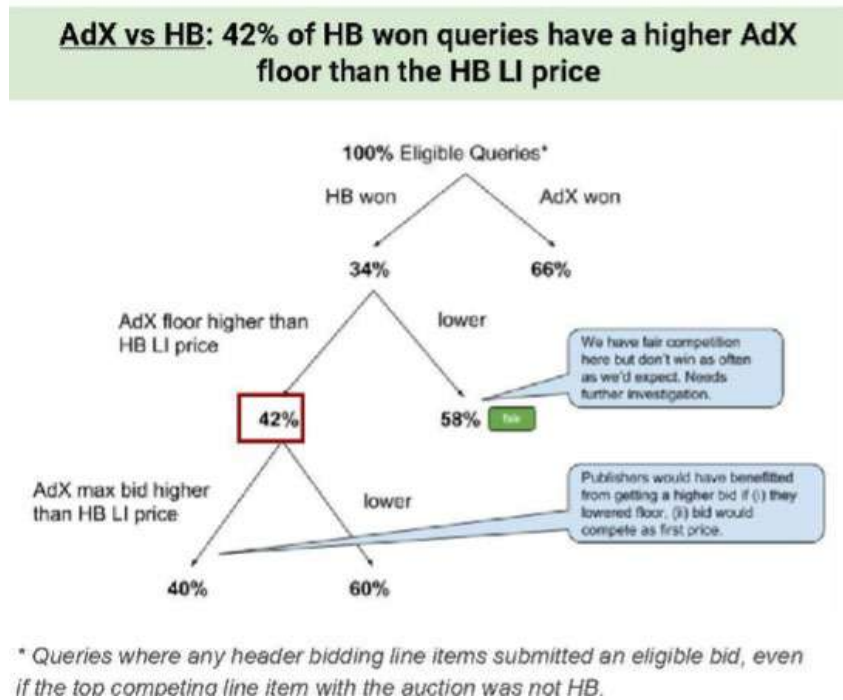 AdX vs HB: 42% of HB won queries have a higher AdX
floor than the HB LI price
100% Eligible Queries*
HB won
AdX won
34%
66%
AdX floor higher than
HB LI price
lower
We have fair competition
here but don't win as often
as we'd expect. Needs
further investigation.
42%
58%
AdX max bid higher
than HB LI price
lower
Publishers would have benefitted
from getting a higher bid if (i) they
lowered floor, (ii) bid would
compete as first price.
40%
60%
* Queries where any header bidding line items submitted an eligible bid, even
if the top competing line item with the auction was not HB.